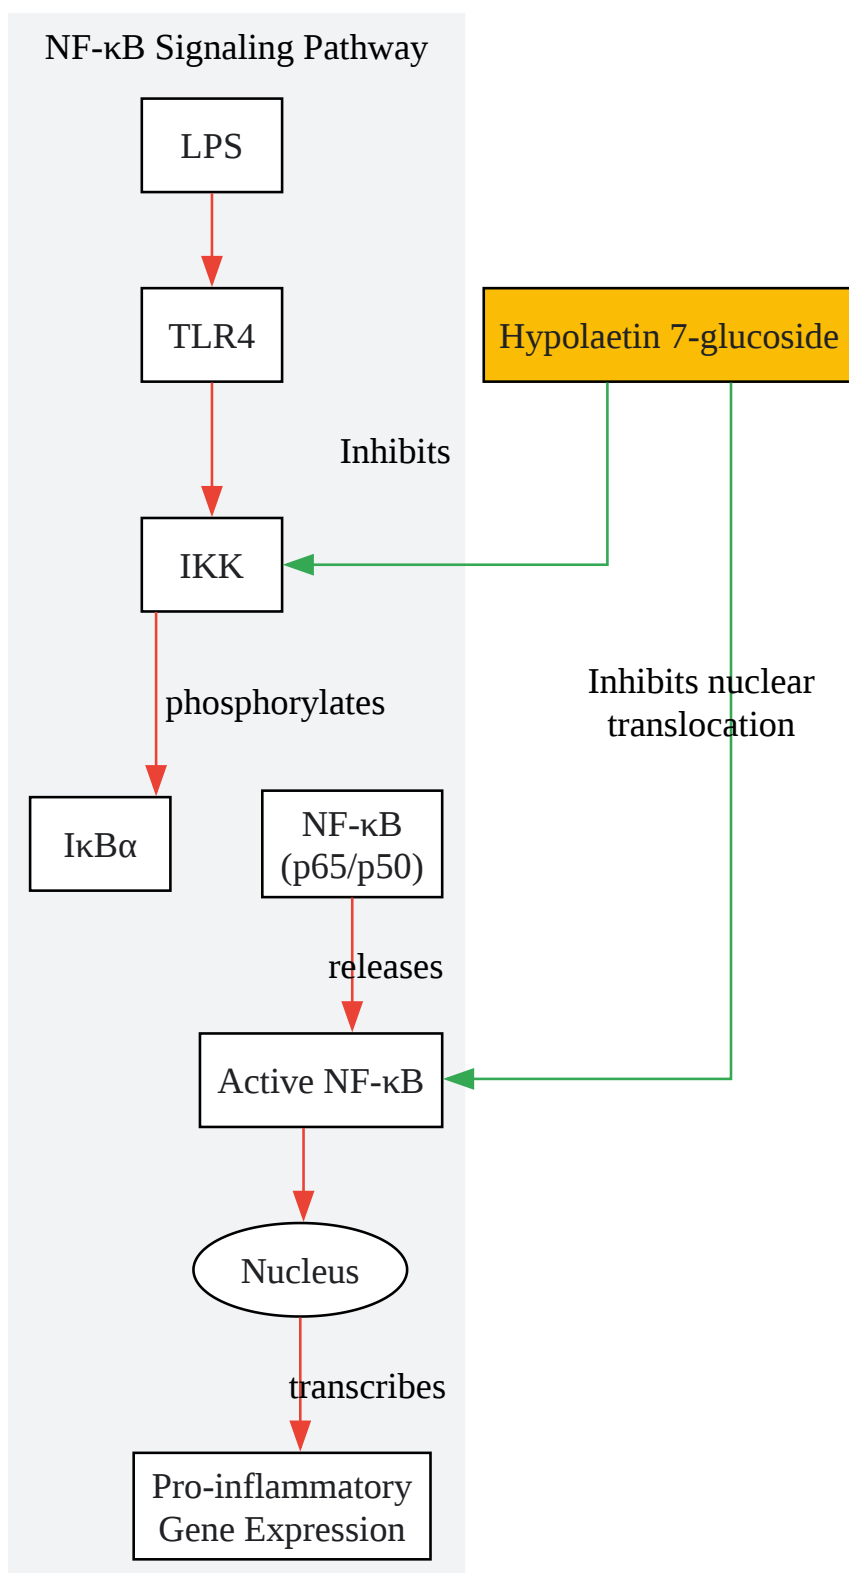 NF-κB Signaling Pathway
LPS
TLR4
Hypolaetin 7-glucoside
Inhibits
IKK
phosphorylates
Inhibits nuclear
translocation
IκBα
NF-κB
(p65/p50)
releases
Active NF-κB
Nucleus
transcribes
Pro-inflammatory
Gene Expression